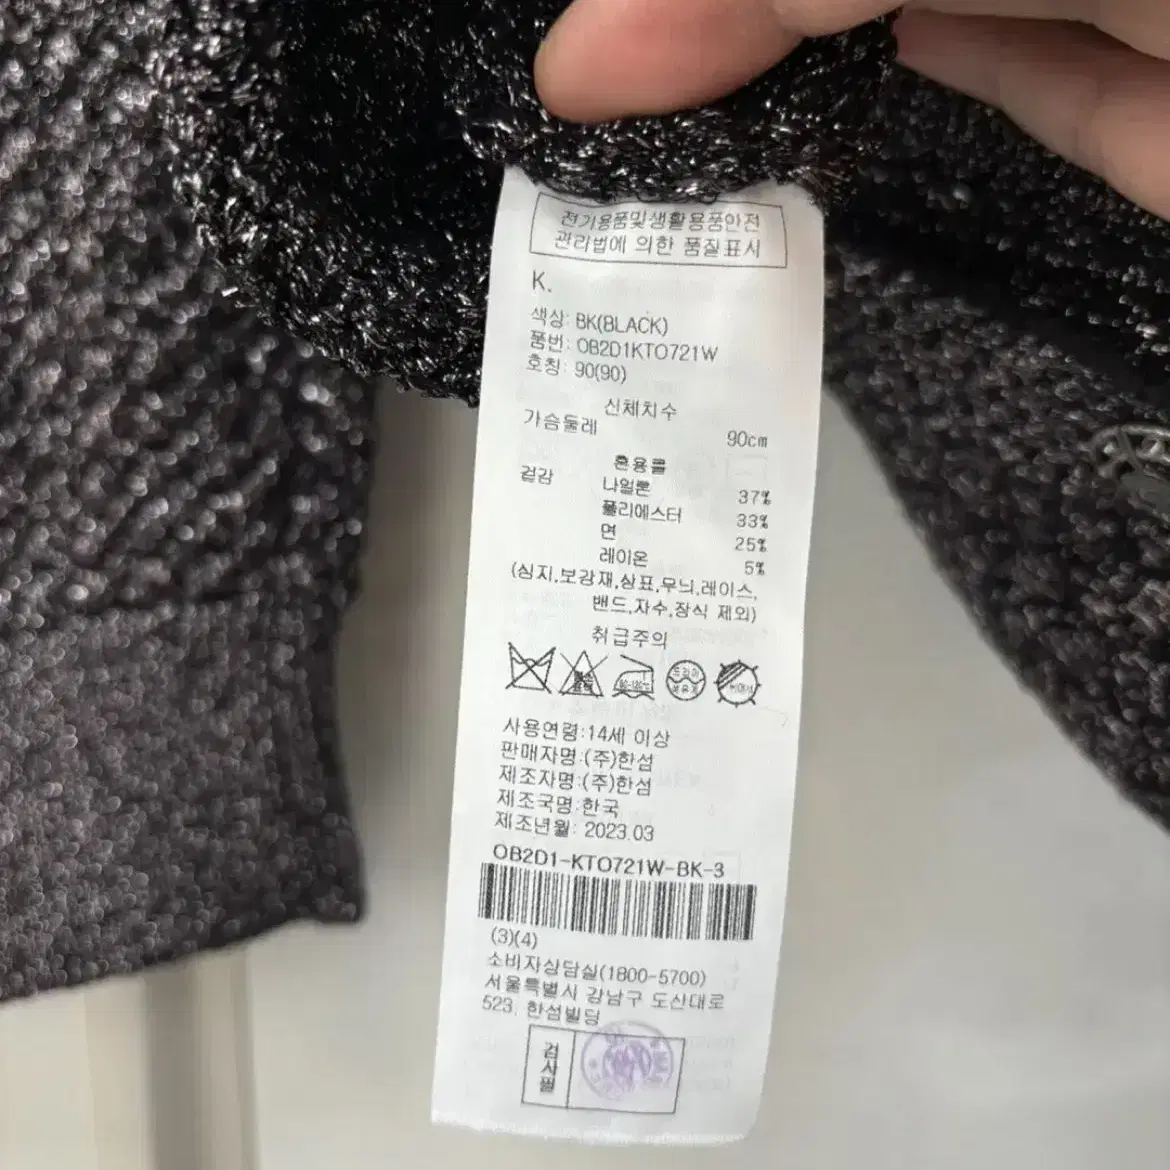 전기용품및생활용품안전
관리법에 의한 품질표시
K.
색상: BK(BLACK)
품번: OB2D1KTO721W
호칭: 90(90)
신체치수
가슴둘레 90cm
혼용률
겉감 나일론 37%
폴리에스터 33%
면 25%
레이온 5%
(심지,보강재,상표,무늬,레이스,
밴드,자수,장식 제외)
취급주의
드라이
석유계
사용연령:14세 이상
판매자명:(주)한섬
제조자명:(주)한섬
제조국명:한국
제조년월: 2023.03
OB2D1-KTO721W-BK-3
(3)(4)
소비자상담실(1800-5700)
서울특별시 강남구 도산대로
523, 한섬빌딩
검사필